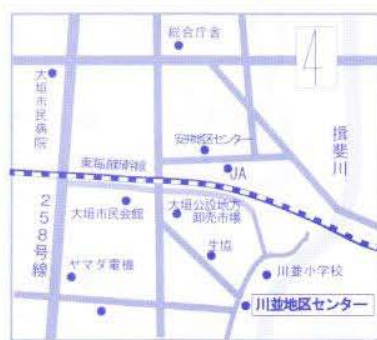 総合庁舎
4
大垣市民病院
揖斐川
安井地区センター
東海道新幹線
JA
258号線
大垣市民会館
大垣公設地方
卸売市場
生協
ヤマダ電機
川並小学校
川並地区センター